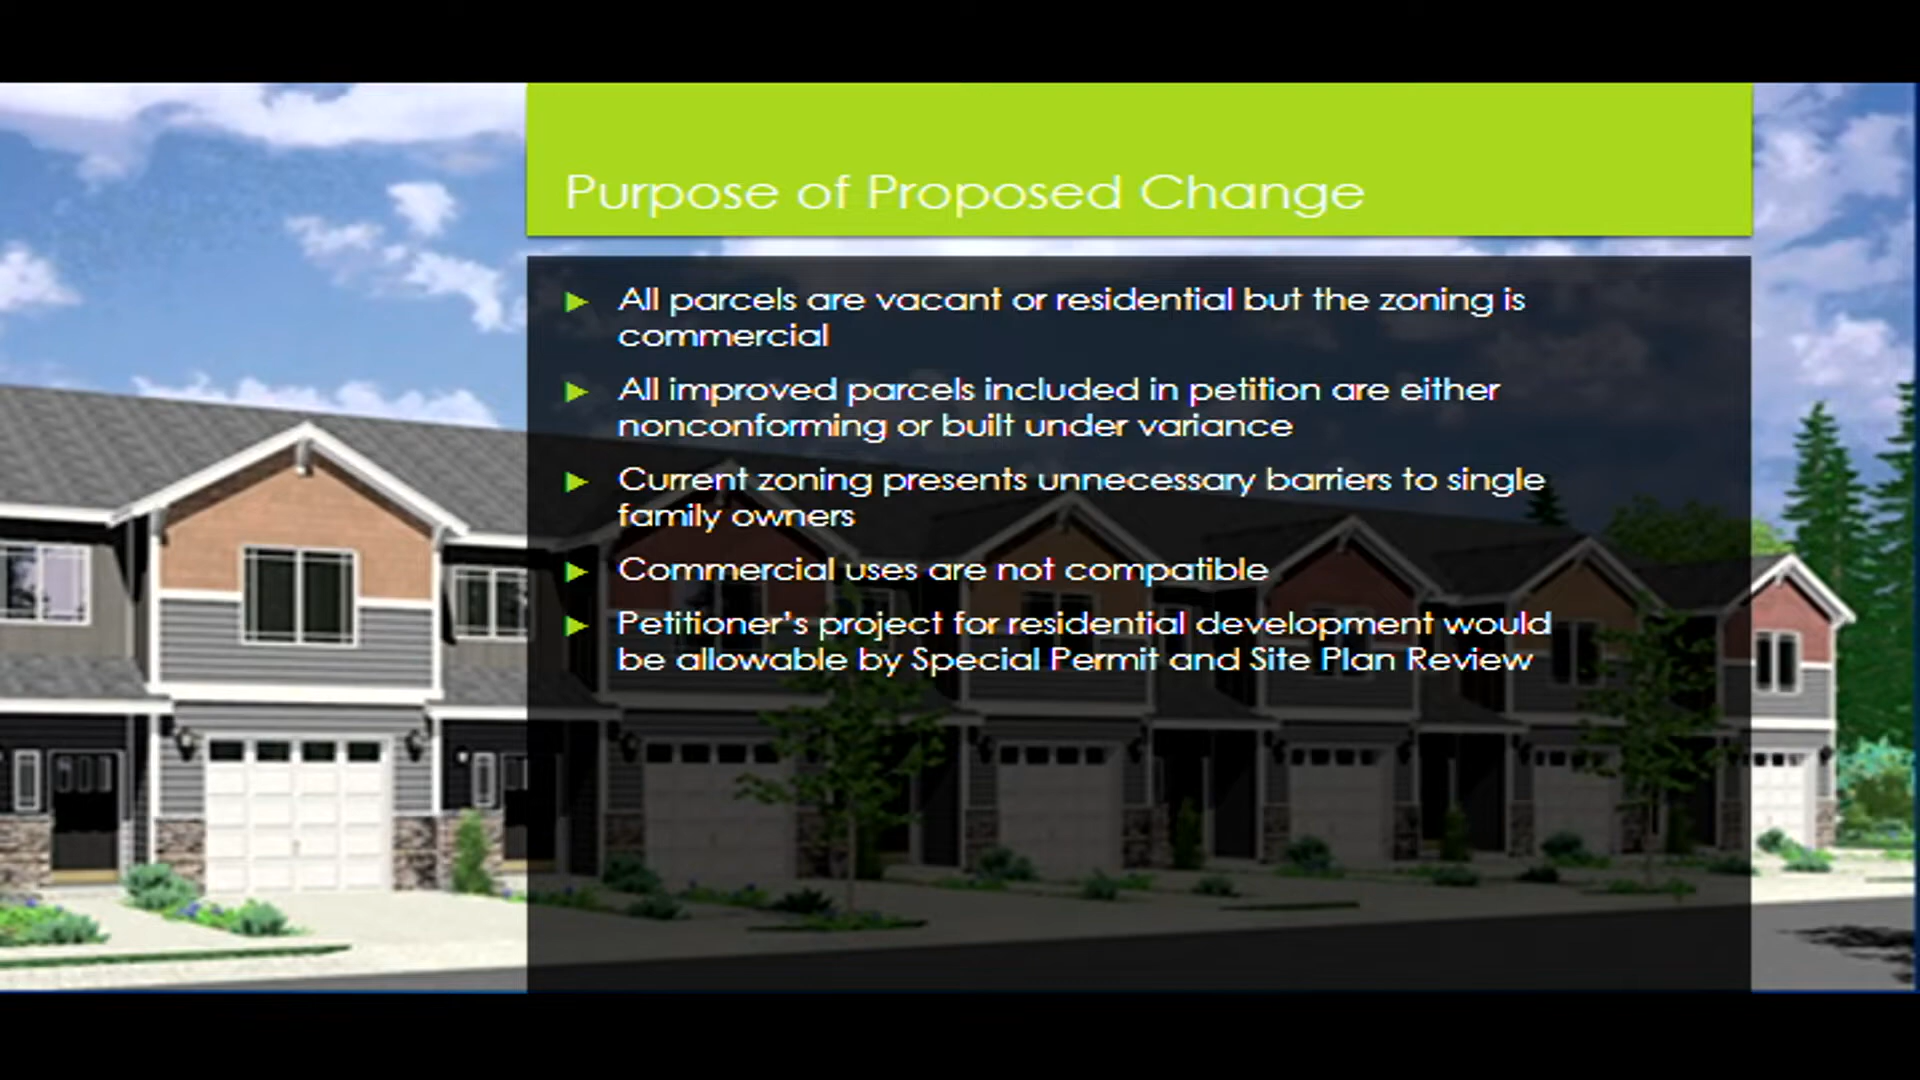 Purpose of Proposed Change
All parcels are vacant or residential but the zoning is
commercial
All improved parcels included in petition are either
nonconforming or built under variance
Current zoning presents unnecessary barriers to single
family owners
Commercial uses are not compatible
Petitioner's project for residential development would
be allowable by Special Permit and Site Plan Review